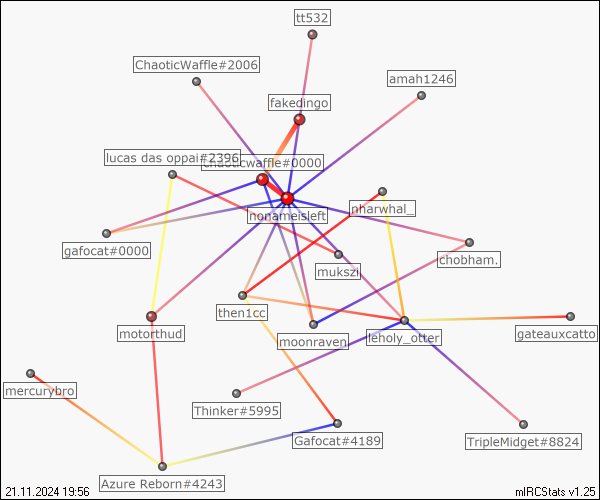 tt532
ChaoticWaffle#2006
amah1246
fakedingo
lucas das oppai#2396
chaoticwaffle#0000
nonameisleft
nharwhal_
gafocat#0000
mukszi
chobham.
then1cc
motorthud
moonraven
leholy_otter
gateauxcatto
mercurybro
Thinker#5995
Gafocat#4189
TripleMidget#8824
Azure Reborn#4243
21.11.2024 19:56
mIRCStats v1.25